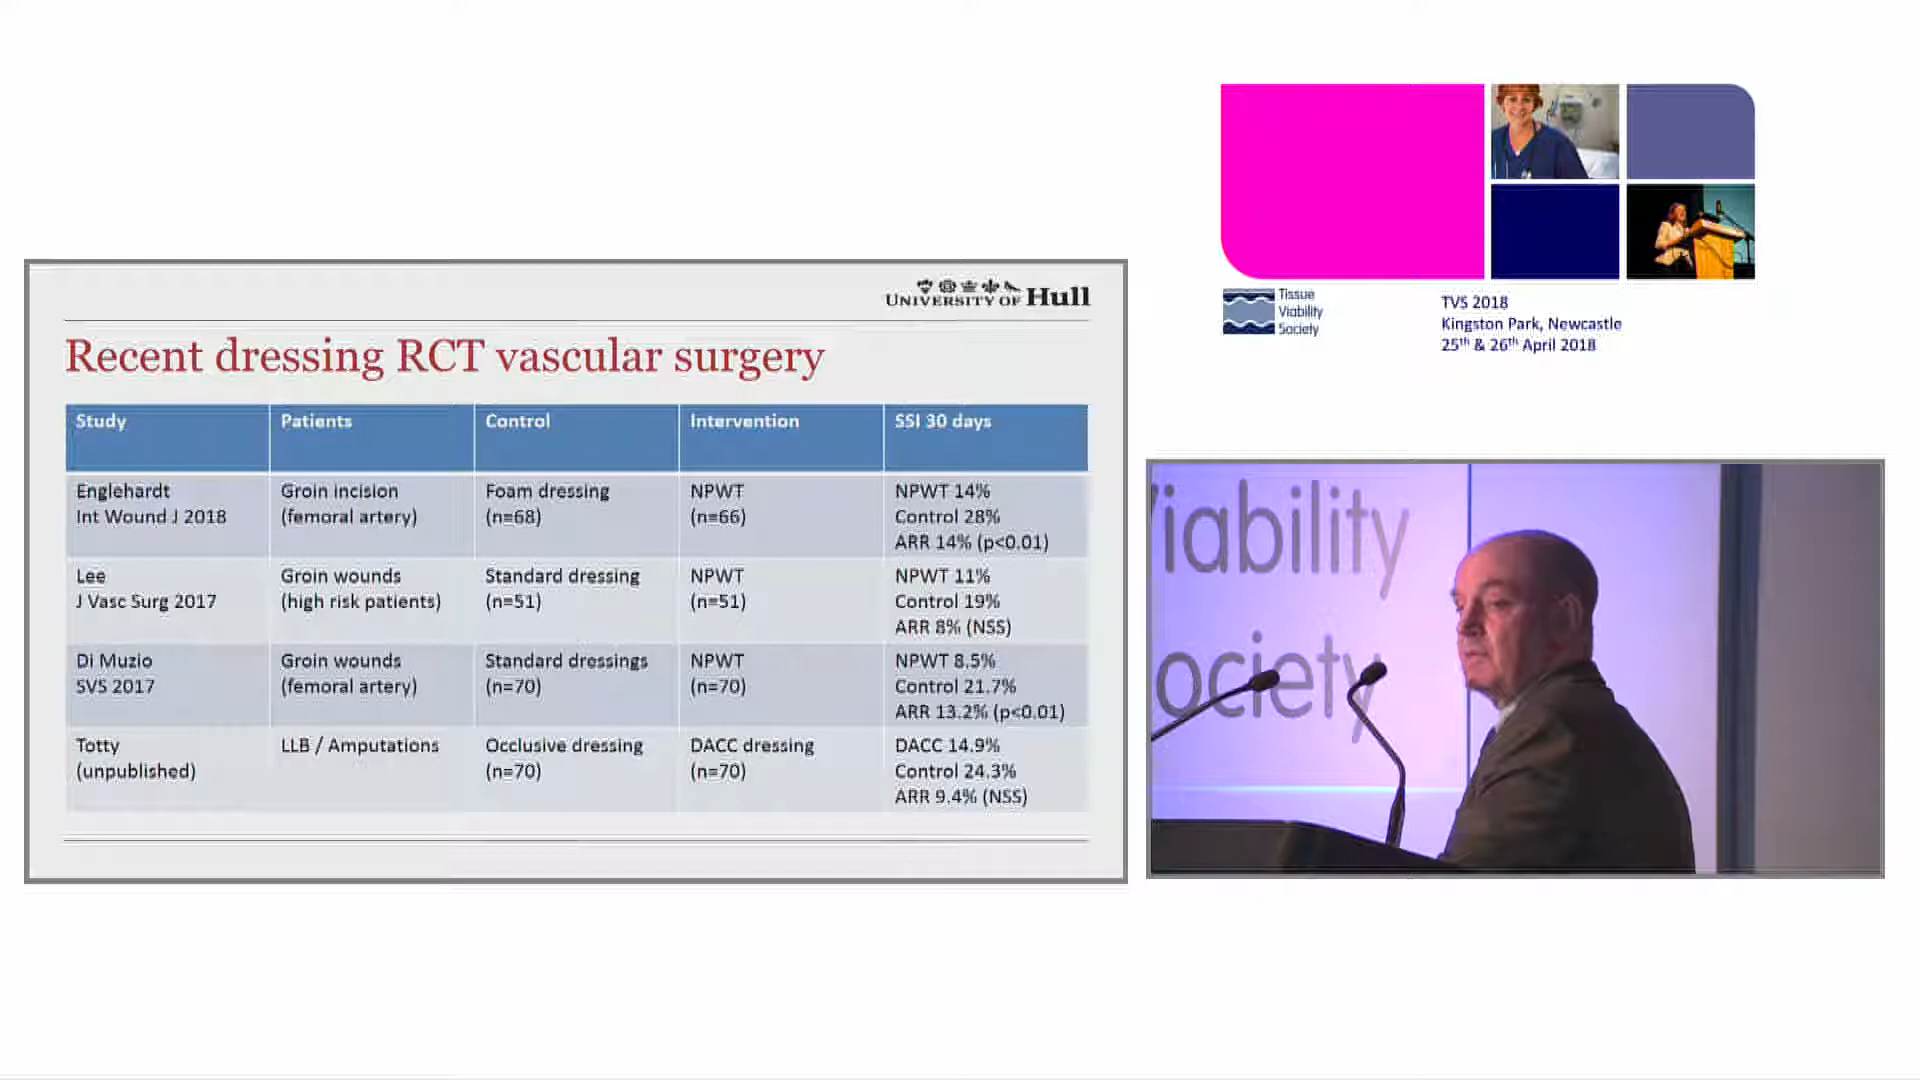 UNIVERSITY OF Hull
Recent dressing RCT vascular surgery
Study Patients Control Intervention SSI 30 days
Englehardt
Int Wound J 2018
Groin incision
(femoral artery)
Foam dressing
(n=68)
NPWT
(n=66)
NPWT 14%
Control 28%
ARR 14% (p<0.01)
Lee
J Vasc Surg 2017
Groin wounds
(high risk patients)
Standard dressing
(n=51)
NPWT
(n=51)
NPWT 11%
Control 19%
ARR 8% (NSS)
Di Muzio
SVS 2017
Groin wounds
(femoral artery)
Standard dressings
(n=70)
NPWT
(n=70)
NPWT 8.5%
Control 21.7%
ARR 13.2% (p<0.01)
Totty
(unpublished)
LLB / Amputations
Occlusive dressing
(n=70)
DACC dressing
(n=70)
DACC 14.9%
Control 24.3%
ARR 9.4% (NSS)
Tissue
Viability
Society
TVS 2018
Kingston Park, Newcastle
25th & 26th April 2018
Viability
ociety